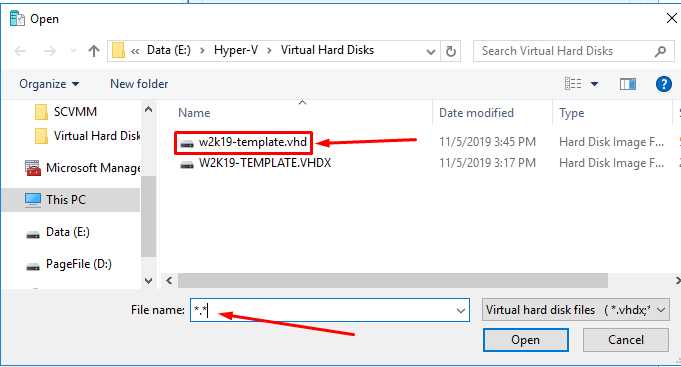 Open
« Data (E:) > Hyper-V > Virtual Hard Disks
Search Virtual Hard Disks
Organize
New folder
?
SCVMM
Virtual Hard Disk
Microsoft Manage
This PC
Data (E:)
PageFile (D:)
Name
Date modified
Type
w2k19-template.vhd
11/5/2019 3:45 PM
Hard Disk Image F...
W2K19-TEMPLATE.VHDX
11/5/2019 3:17 PM
Hard Disk Image F...
File name:
*.*
Virtual hard disk files (*.vhdx;*
Open
Cancel